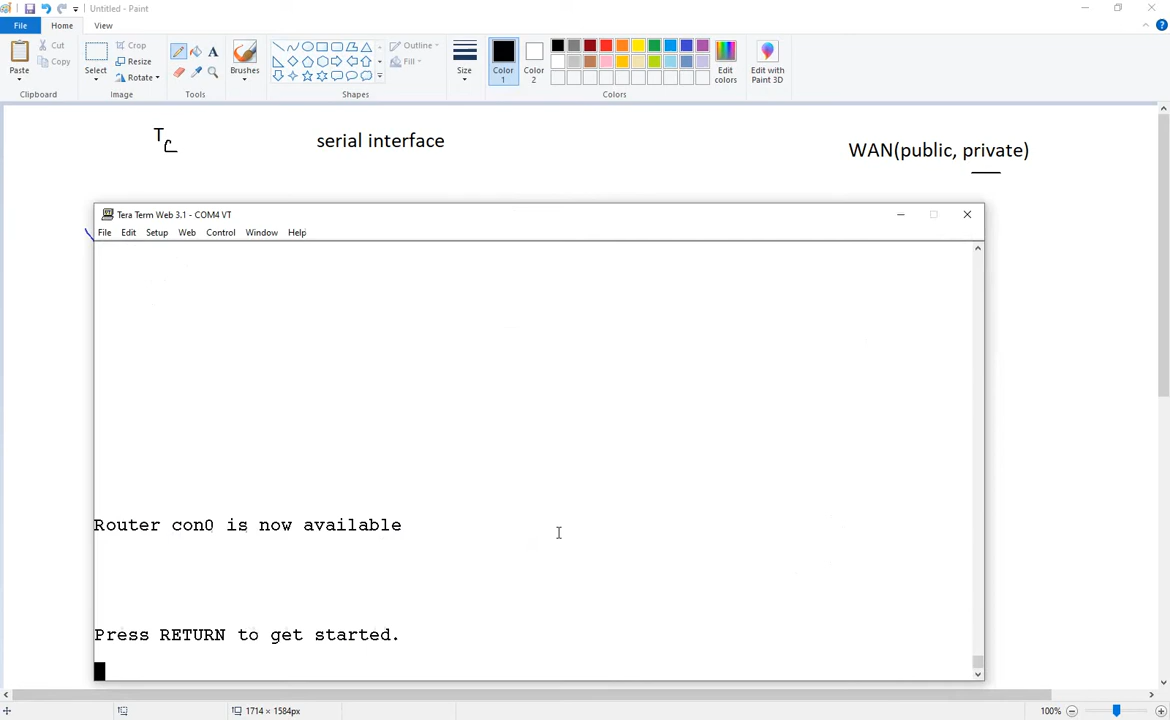 Untitled - Paint
File Home View
Paste
Cut
Copy
Clipboard
Select
Crop
Resize
Rotate
Image
Tools
Brushes
Shapes
Outline
Fill
Size
Color 1
Color 2
Colors
Edit colors
Edit with Paint 3D
T
serial interface
WAN(public, private)
Tera Term Web 3.1 - COM4 VT
File Edit Setup Web Control Window Help
Router con0 is now available
Press RETURN to get started.
1714 × 1584px
100%